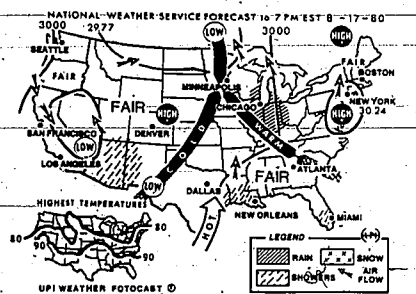 NATIONAL WEATHER SERVICE FORECAST to 7 PM EST 8-17-80
3000 2977 3000
LOW
HIGH
SEATTLE
FAIR
FAIR
BOSTON
MINNEAPOLIS
FAIR
HIGH
CHICAGO
NEW YORK
HIGH
30.24
SAN FRANCISCO
DENVER
LOW
COLD
WARM
LOS ANGELES
ATLANTA
LOW
DALLAS
FAIR
HIGHEST TEMPERATURES
NEW ORLEANS
MIAMI
HOT
80
80
90
90
LEGEND
RAIN
SNOW
SHOWERS
AIR FLOW
UPI WEATHER FOTOCAST ©